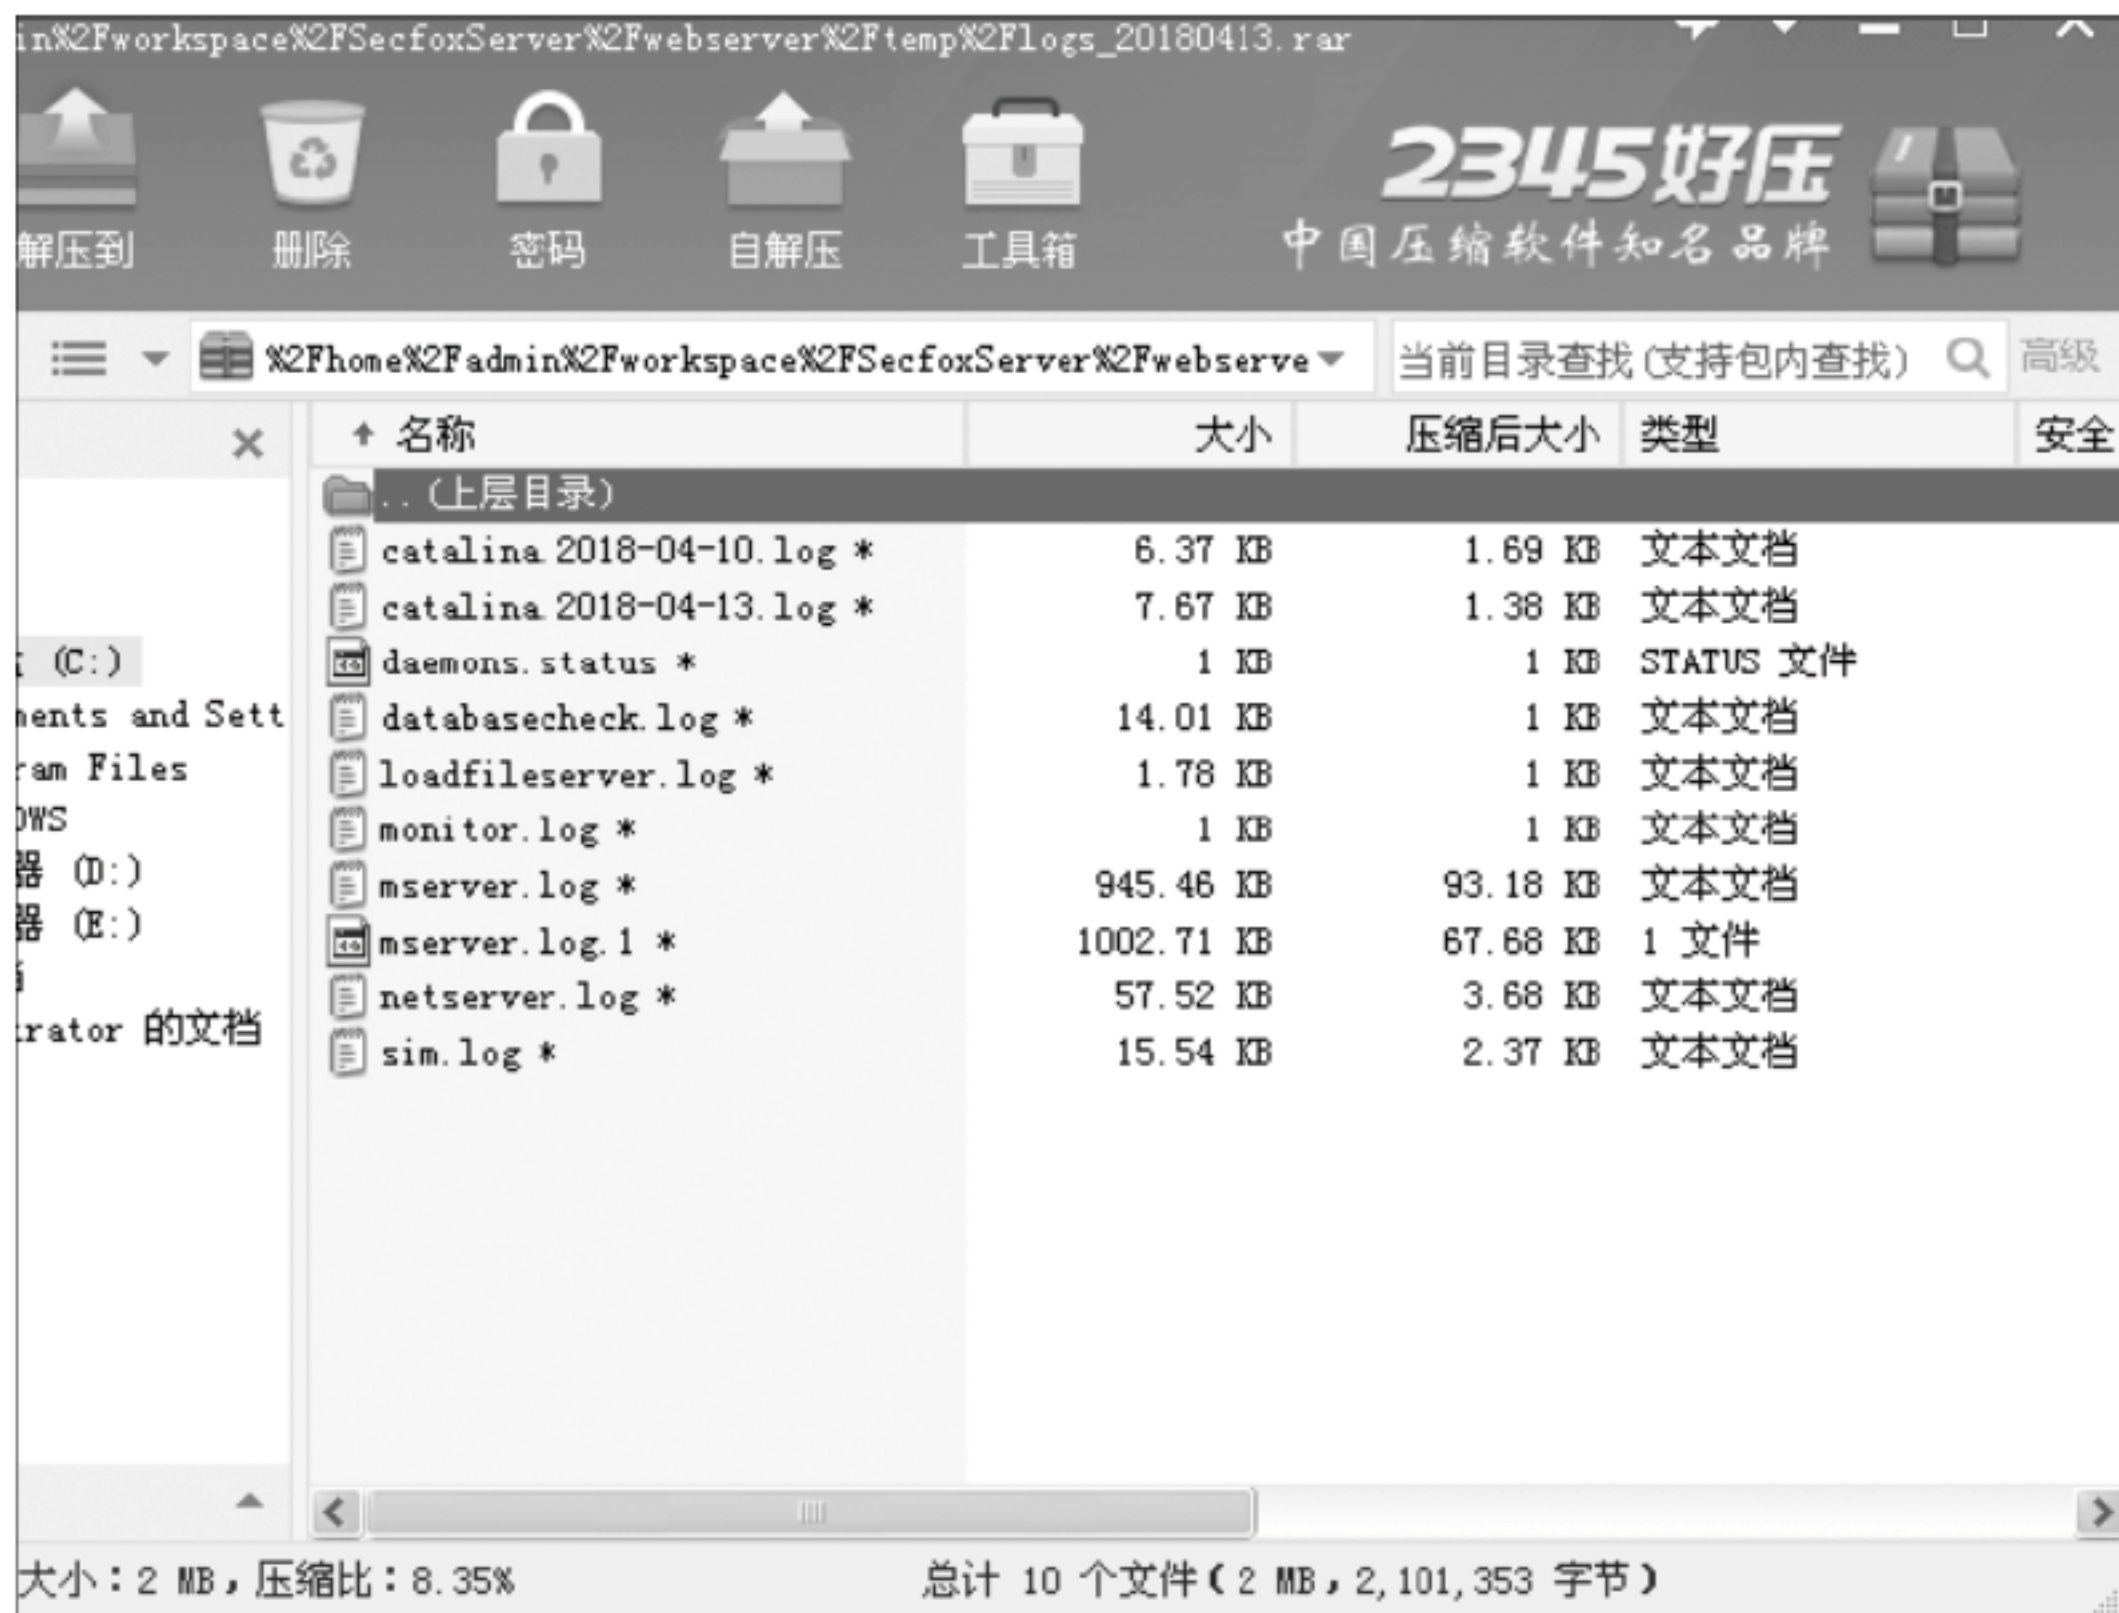 in%2Fworkspace%2FSecfoxServer%2Fwebserver%2Ftemp%2Flogs_20180413.rar
解压到 删除 密码 自解压 工具箱
2345好压
中国压缩软件知名品牌
%2Fhome%2Fadmin%2Fworkspace%2FSecfoxServer%2Fwebserve 当前目录查找(支持包内查找) 高级
名称 大小 压缩后大小 类型 安全
..(上层目录)
catalina.2018-04-10.log * 6.37 KB 1.69 KB 文本文档
catalina.2018-04-13.log * 7.67 KB 1.38 KB 文本文档
daemons.status * 1 KB 1 KB STATUS 文件
databasecheck.log * 14.01 KB 1 KB 文本文档
loadfileserver.log * 1.78 KB 1 KB 文本文档
monitor.log * 1 KB 1 KB 文本文档
mserver.log * 945.46 KB 93.18 KB 文本文档
mserver.log.1 * 1002.71 KB 67.68 KB 1 文件
netserver.log * 57.52 KB 3.68 KB 文本文档
sim.log * 15.54 KB 2.37 KB 文本文档
(C:)
ments and Sett
ram Files
OWS
器 (D:)
器 (E:)
档
trator 的文档
大小：2 MB，压缩比：8.35% 总计 10 个文件(2 MB，2,101,353 字节)